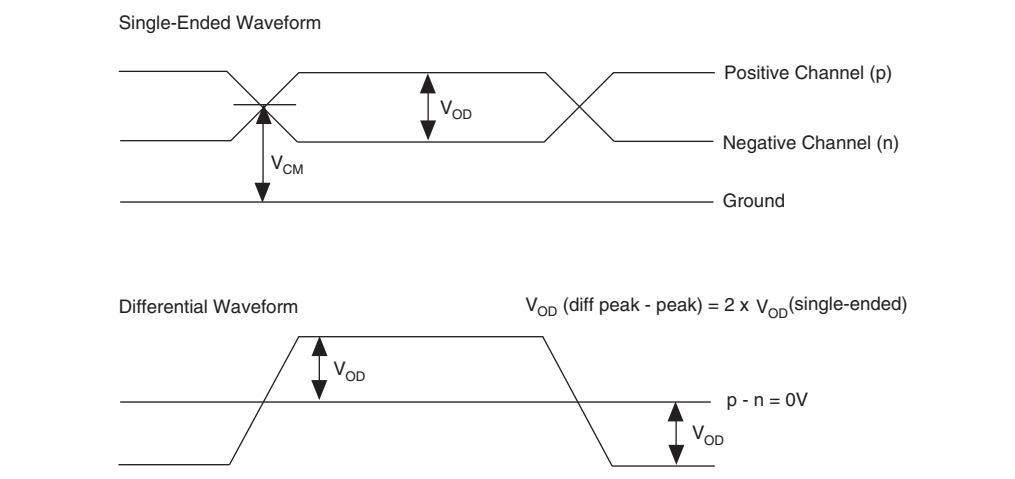 Single-Ended Waveform
Positive Channel (p)
VOD
Negative Channel (n)
VCM
Ground
Differential Waveform
VOD (diff peak - peak) = 2 x VOD(single-ended)
VOD
p - n = 0V
VOD